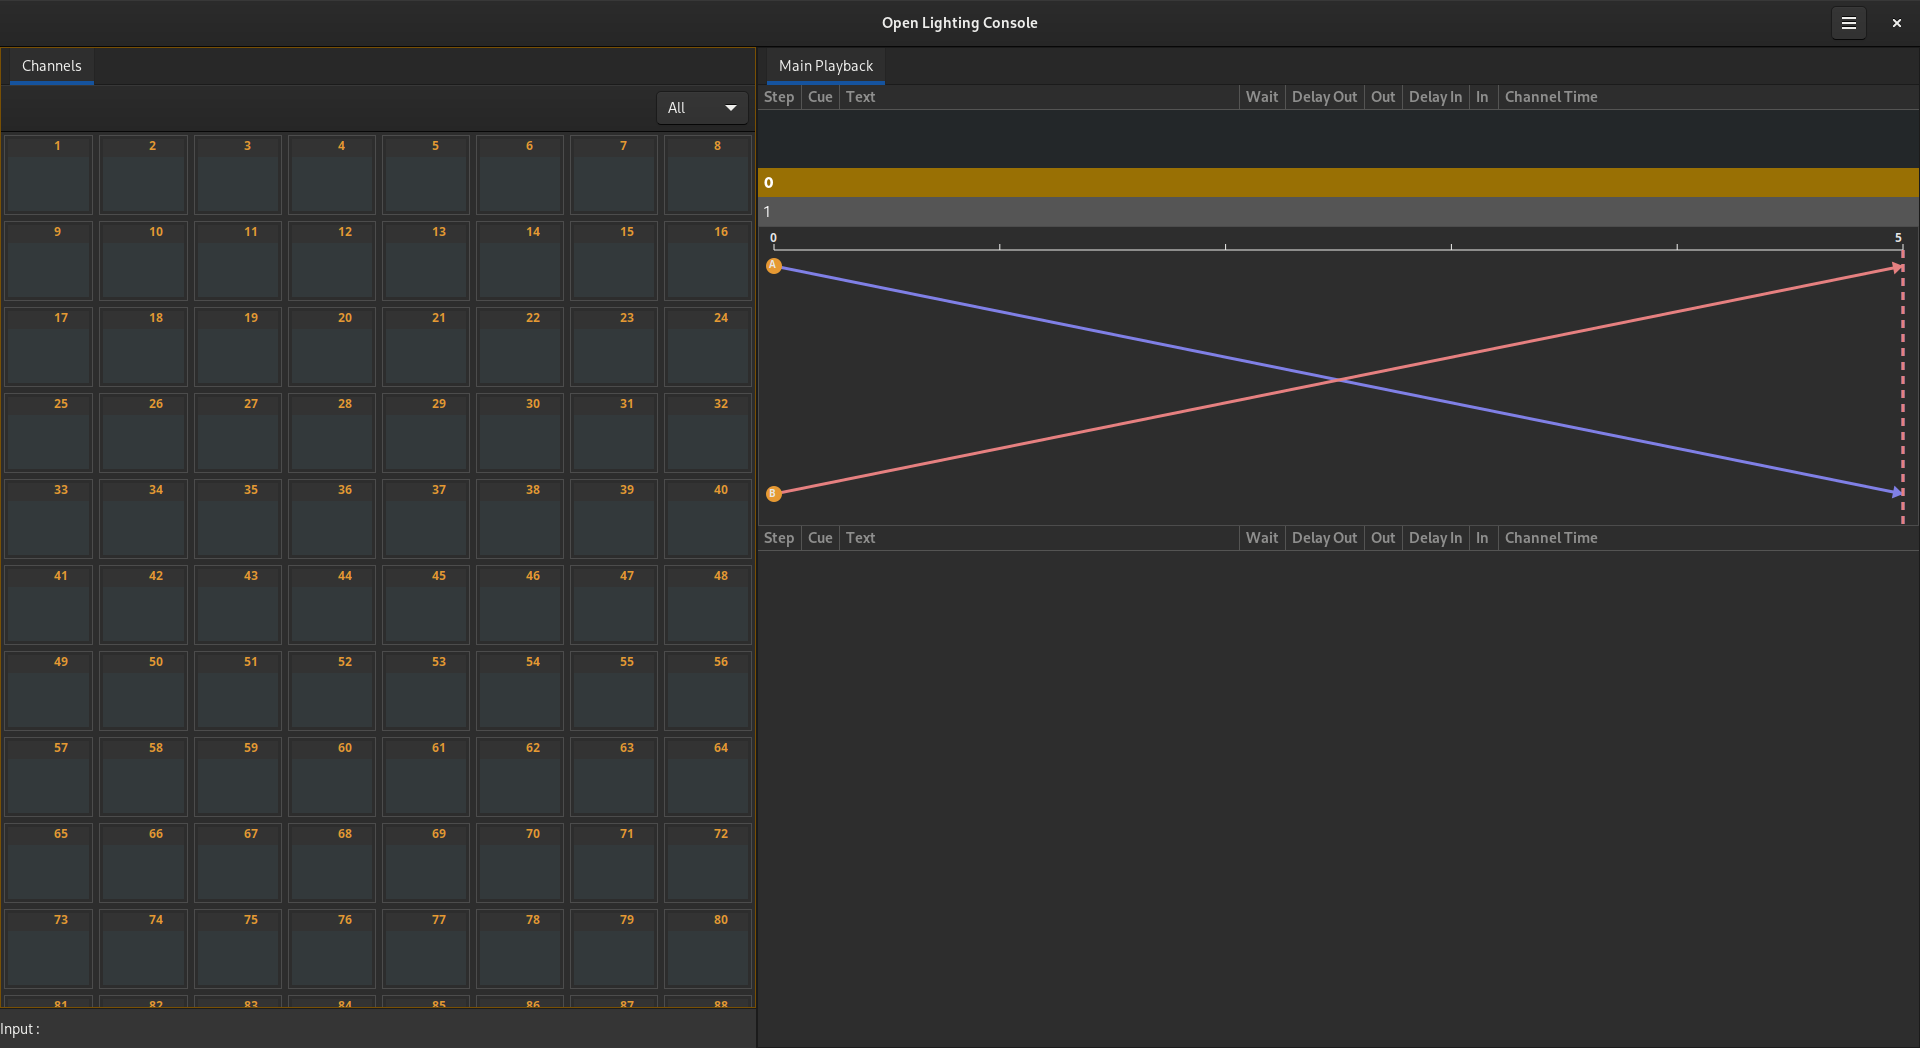 Open Lighting Console
Channels
All
1 2 3 4 5 6 7 8
9 10 11 12 13 14 15 16
17 18 19 20 21 22 23 24
25 26 27 28 29 30 31 32
33 34 35 36 37 38 39 40
41 42 43 44 45 46 47 48
49 50 51 52 53 54 55 56
57 58 59 60 61 62 63 64
65 66 67 68 69 70 71 72
73 74 75 76 77 78 79 80
81 82 83 84 85 86 87 88
Input :
Main Playback
Step Cue Text Wait Delay Out Out Delay In In Channel Time
0
1
0 5
A
B
Step Cue Text Wait Delay Out Out Delay In In Channel Time